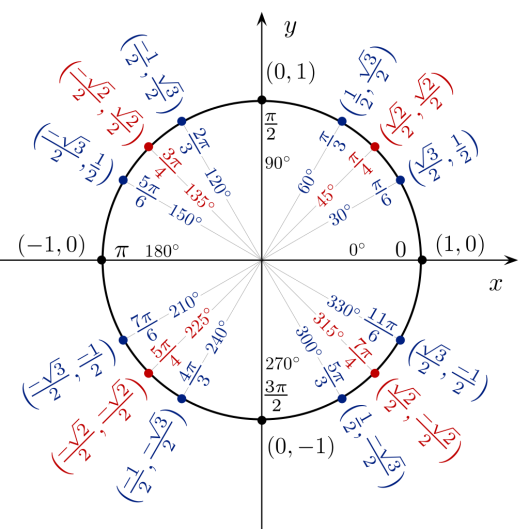 y
(0, 1)
(-1/2, √3/2)
(1/2, √3/2)
(-√2/2, √2/2)
(√2/2, √2/2)
(-√3/2, 1/2)
(√3/2, 1/2)
π/2
90°
2π/3
120°
π/3
60°
3π/4
135°
π/4
45°
5π/6
150°
π/6
30°
(−1, 0)
π
180°
0°
0
(1, 0)
x
7π/6
210°
330°
11π/6
5π/4
225°
315°
7π/4
4π/3
240°
300°
5π/3
270°
3π/2
(-√3/2, -1/2)
(√3/2, -1/2)
(-√2/2, -√2/2)
(√2/2, -√2/2)
(-1/2, -√3/2)
(1/2, -√3/2)
(0, −1)